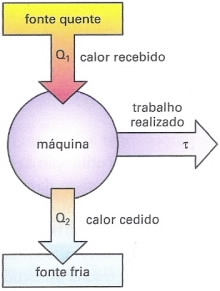 fonte quente
Q1 calor recebido
trabalho
realizado
máquina
τ
Q2 calor cedido
fonte fria